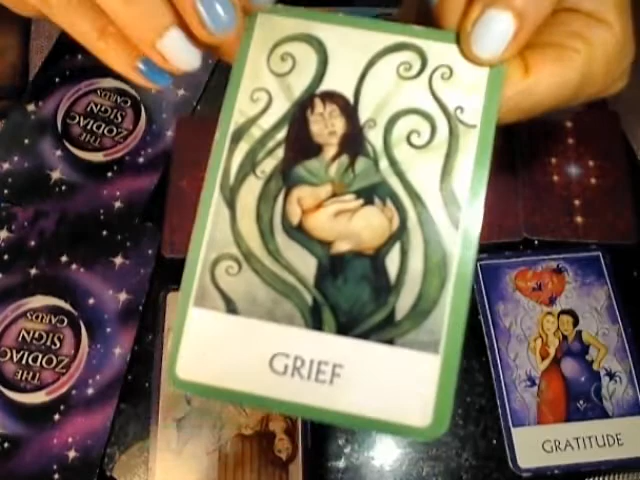 THE
ZODIAC
SIGN
CARDS
GRIEF
THE
ZODIAC
SIGN
CARDS
GRATITUDE